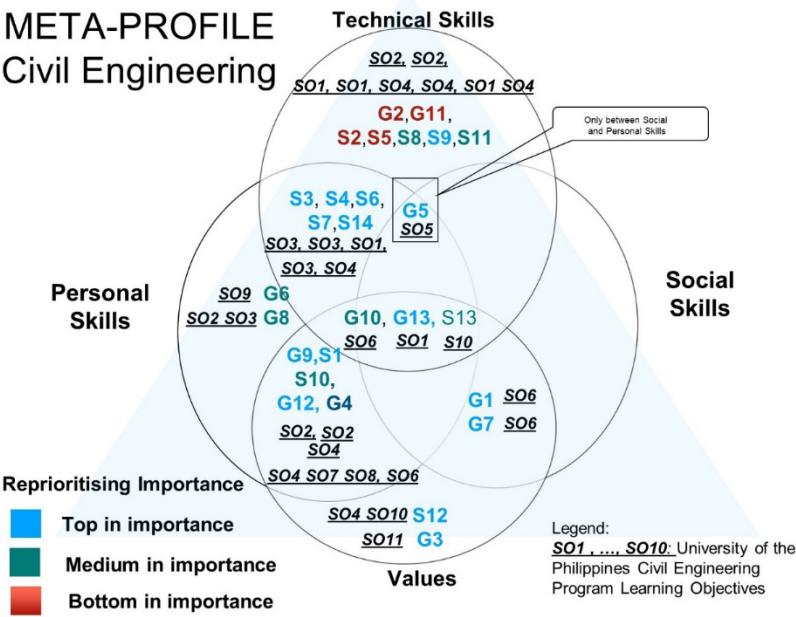 META-PROFILE
Civil Engineering
Technical Skills
SO2, SO2,
SO1, SO1, SO4, SO4, SO1 SO4
G2,G11,
S2,S5,S8,S9,S11
Only between Social
and Personal Skills
S3, S4,S6,
S7,S14
SO3, SO3, SO1,
SO3, SO4
G5
SO5
Personal
Skills
Social
Skills
SO9 G6
SO2 SO3 G8
G10, G13, S13
SO6 SO1 S10
G9,S1
S10,
G12, G4
SO2, SO2
SO4
SO4 SO7 SO8, SO6
G1 SO6
G7 SO6
SO4 SO10 S12
SO11 G3
Values
Reprioritising Importance
Top in importance
Medium in importance
Bottom in importance
Legend:
SO1 , ..., SO10: University of the
Philippines Civil Engineering
Program Learning Objectives